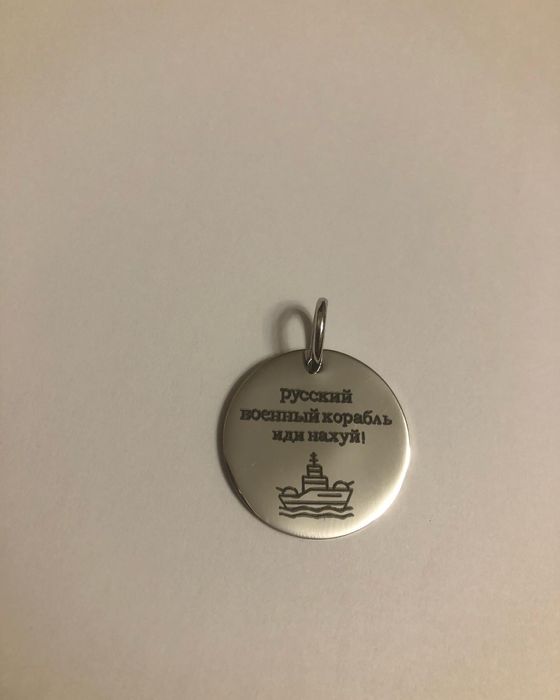 русский
военный корабль
иди нахуй!